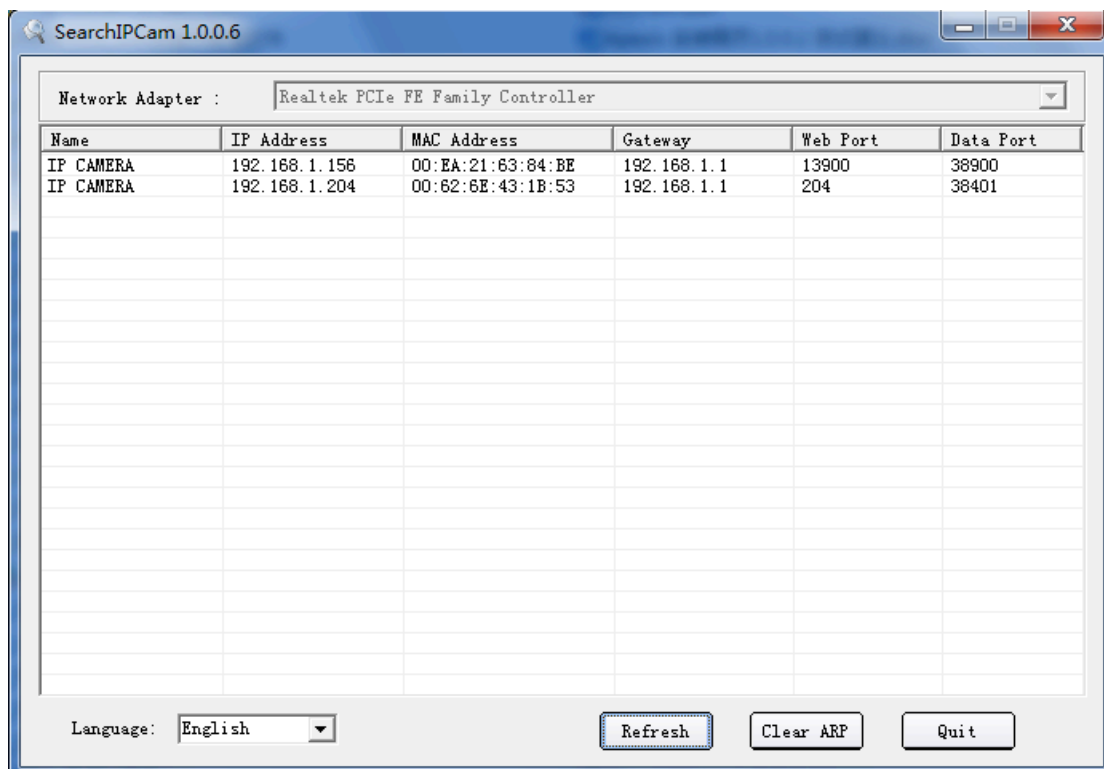 SearchIPCam 1.0.0.6
Network Adapter : Realtek PCIe FE Family Controller
Name IP Address MAC Address Gateway Web Port Data Port
IP CAMERA 192.168.1.156 00:EA:21:63:84:BE 192.168.1.1 13900 38900
IP CAMERA 192.168.1.204 00:62:6E:43:1B:53 192.168.1.1 204 38401
Language: English Refresh Clear ARP Quit